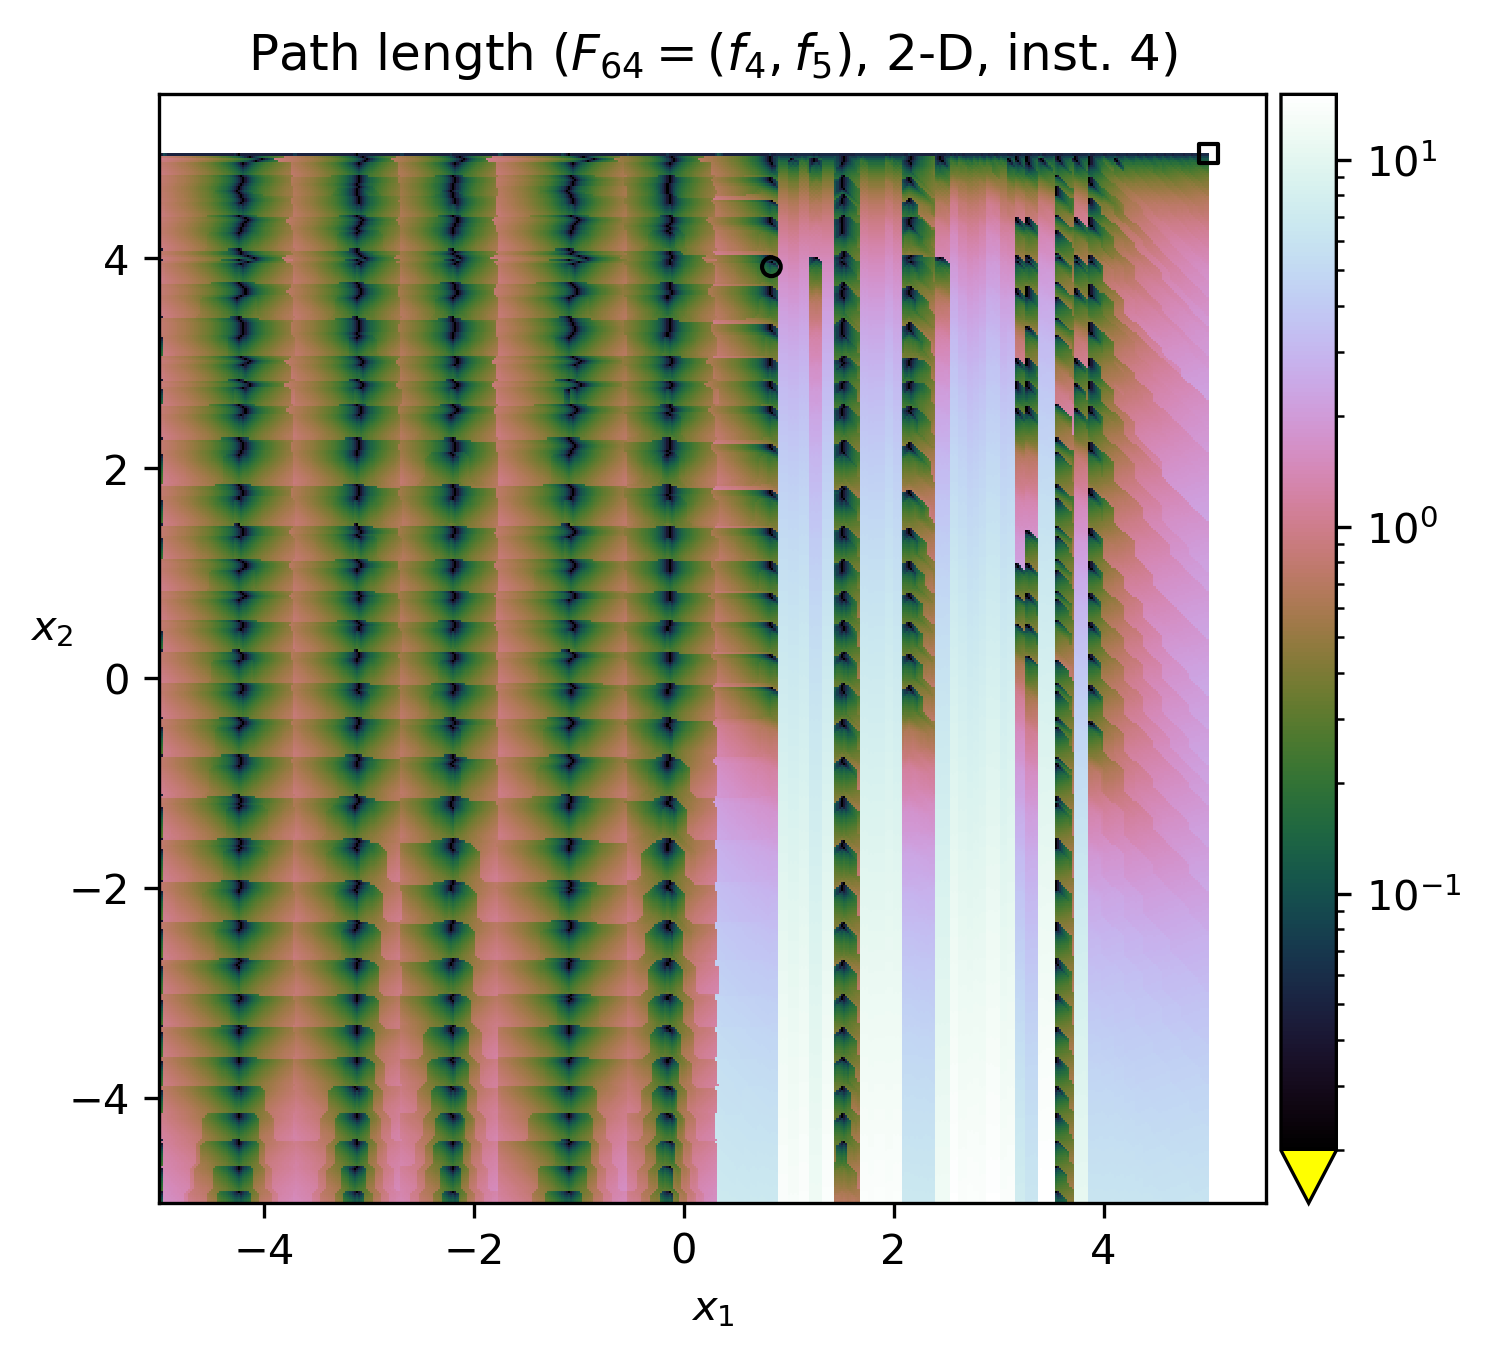 Path length (F₆₄ = (f₄, f₅), 2-D, inst. 4)
10¹
10⁰
10⁻¹
x₂
4
2
0
−2
−4
−4 −2 0 2 4
x₁